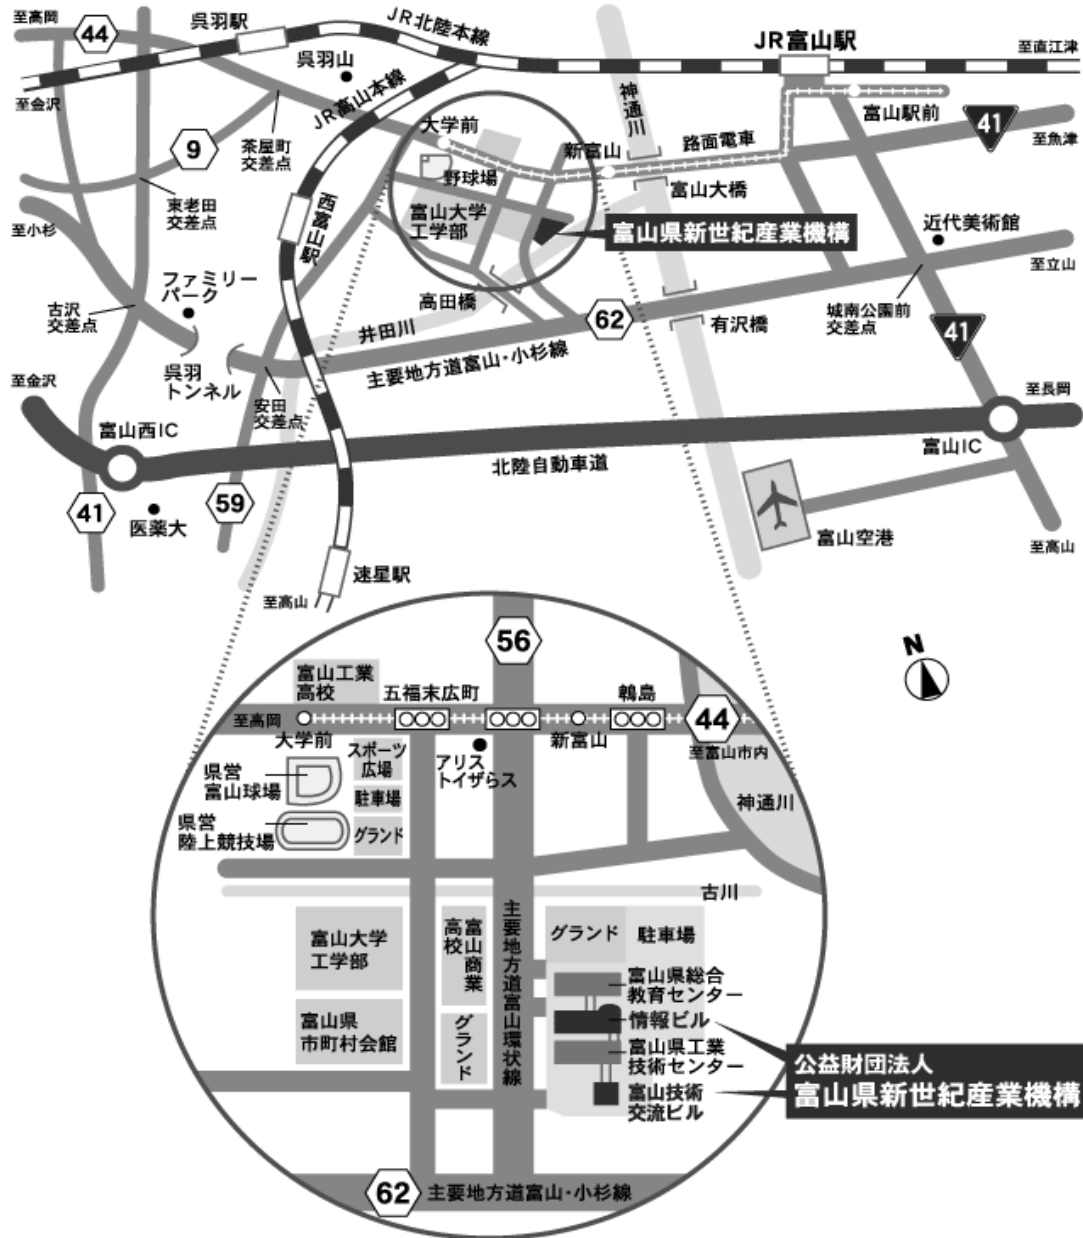 至高岡
44
呉羽駅
JR北陸本線
JR富山駅
至直江津
呉羽山
至金沢
JR高山本線
神通川
大学前
新富山
路面電車
富山駅前
41
至魚津
9
茶屋町
交差点
野球場
富山大橋
東老田
交差点
西富山駅
富山大学
工学部
富山県新世紀産業機構
近代美術館
至小杉
至立山
ファミリー
パーク
高田橋
62
古沢
交差点
井田川
有沢橋
城南公園前
交差点
41
呉羽
トンネル
主要地方道富山・小杉線
至金沢
安田
交差点
至長岡
富山西IC
富山IC
北陸自動車道
41
59
医薬大
富山空港
至高山
速星駅
至高山
N
56
富山工業
高校
五福末広町
鵯島
至高岡
44
大学前
新富山
至富山市内
スポーツ
広場
アリス
トイザらス
県営
富山球場
駐車場
神通川
県営
陸上競技場
グランド
古川
主要地方道富山環状線
富山大学
工学部
富山商業
高校
グランド
駐車場
富山県総合
教育センター
富山県
市町村会館
グランド
情報ビル
富山県工業
技術センター
公益財団法人
富山県新世紀産業機構
富山技術
交流ビル
62
主要地方道富山・小杉線